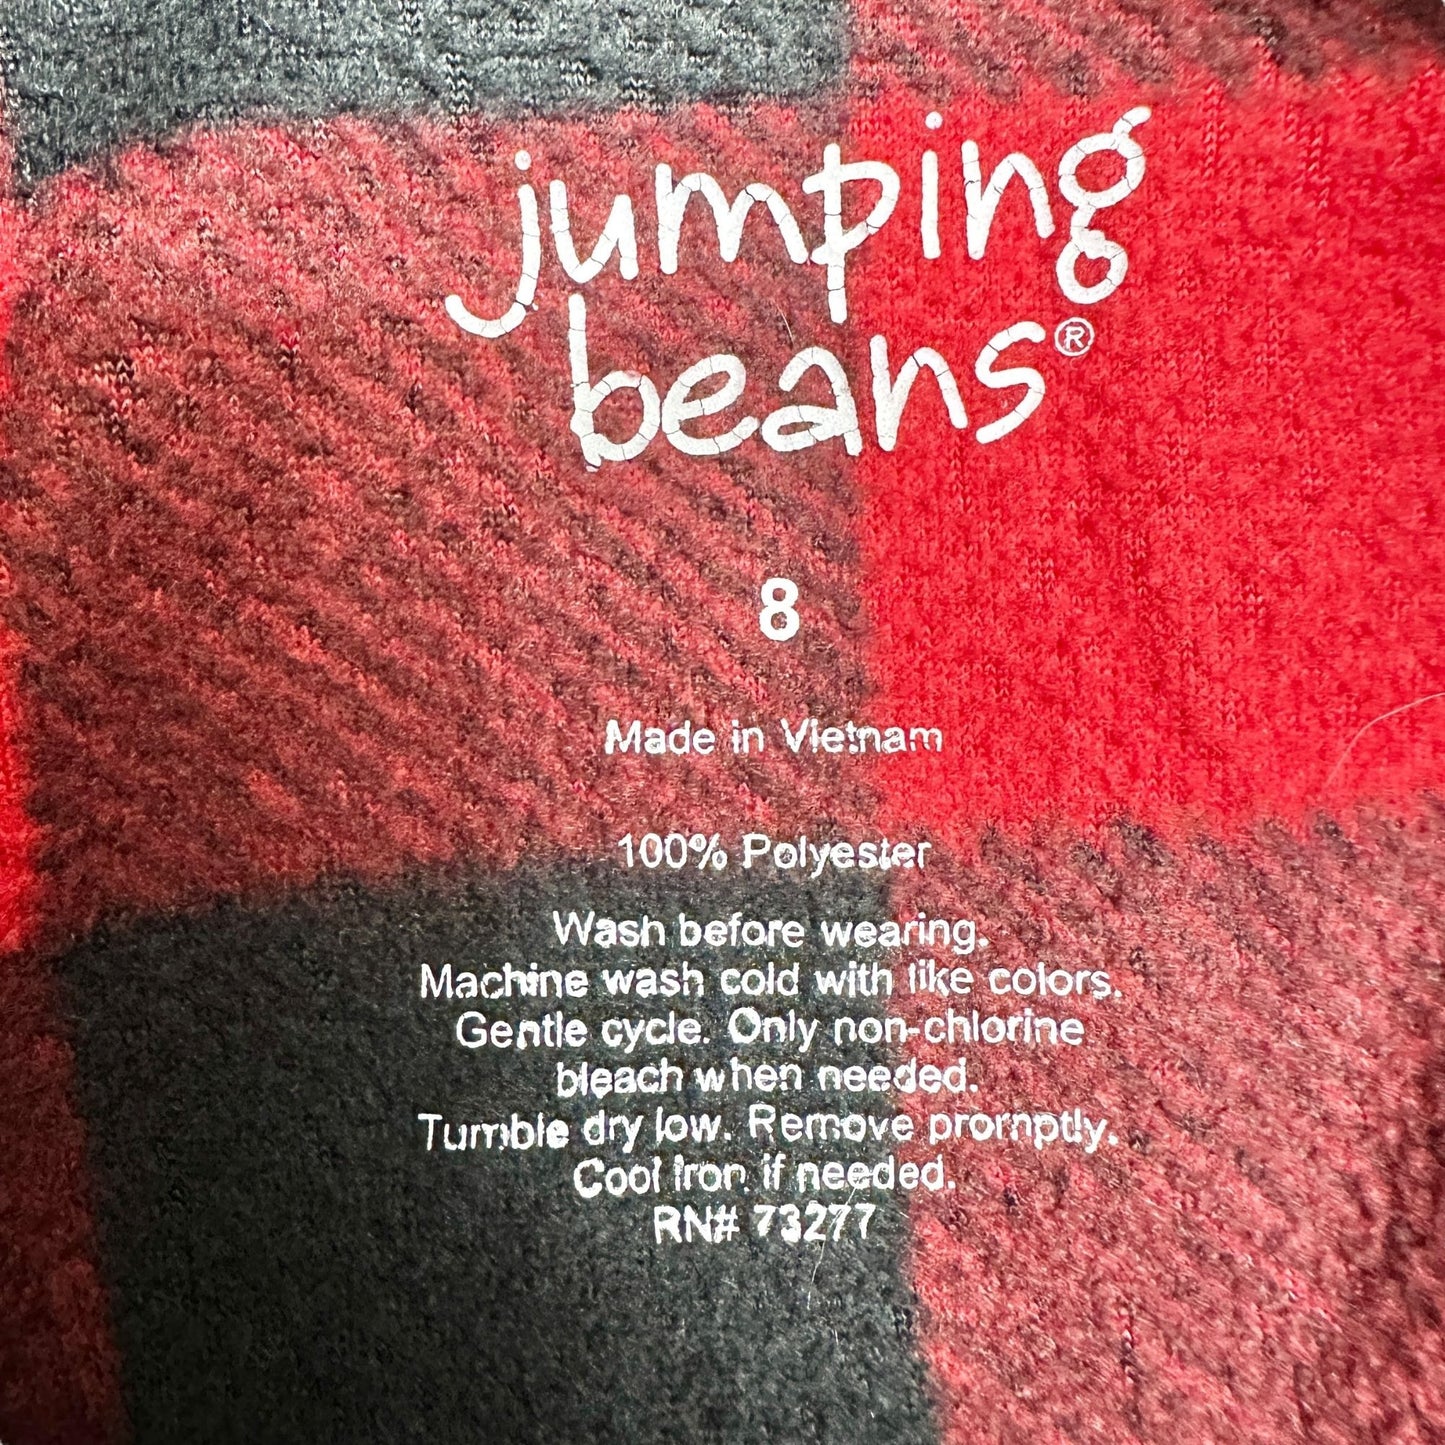 jumping
beans®
8
Made in Vietnam
100% Polyester
Wash before wearing.
Machine wash cold with like colors.
Gentle cycle. Only non-chlorine
bleach when needed.
Tumble dry low. Remove promptly.
Cool Iron if needed.
RN# 73277